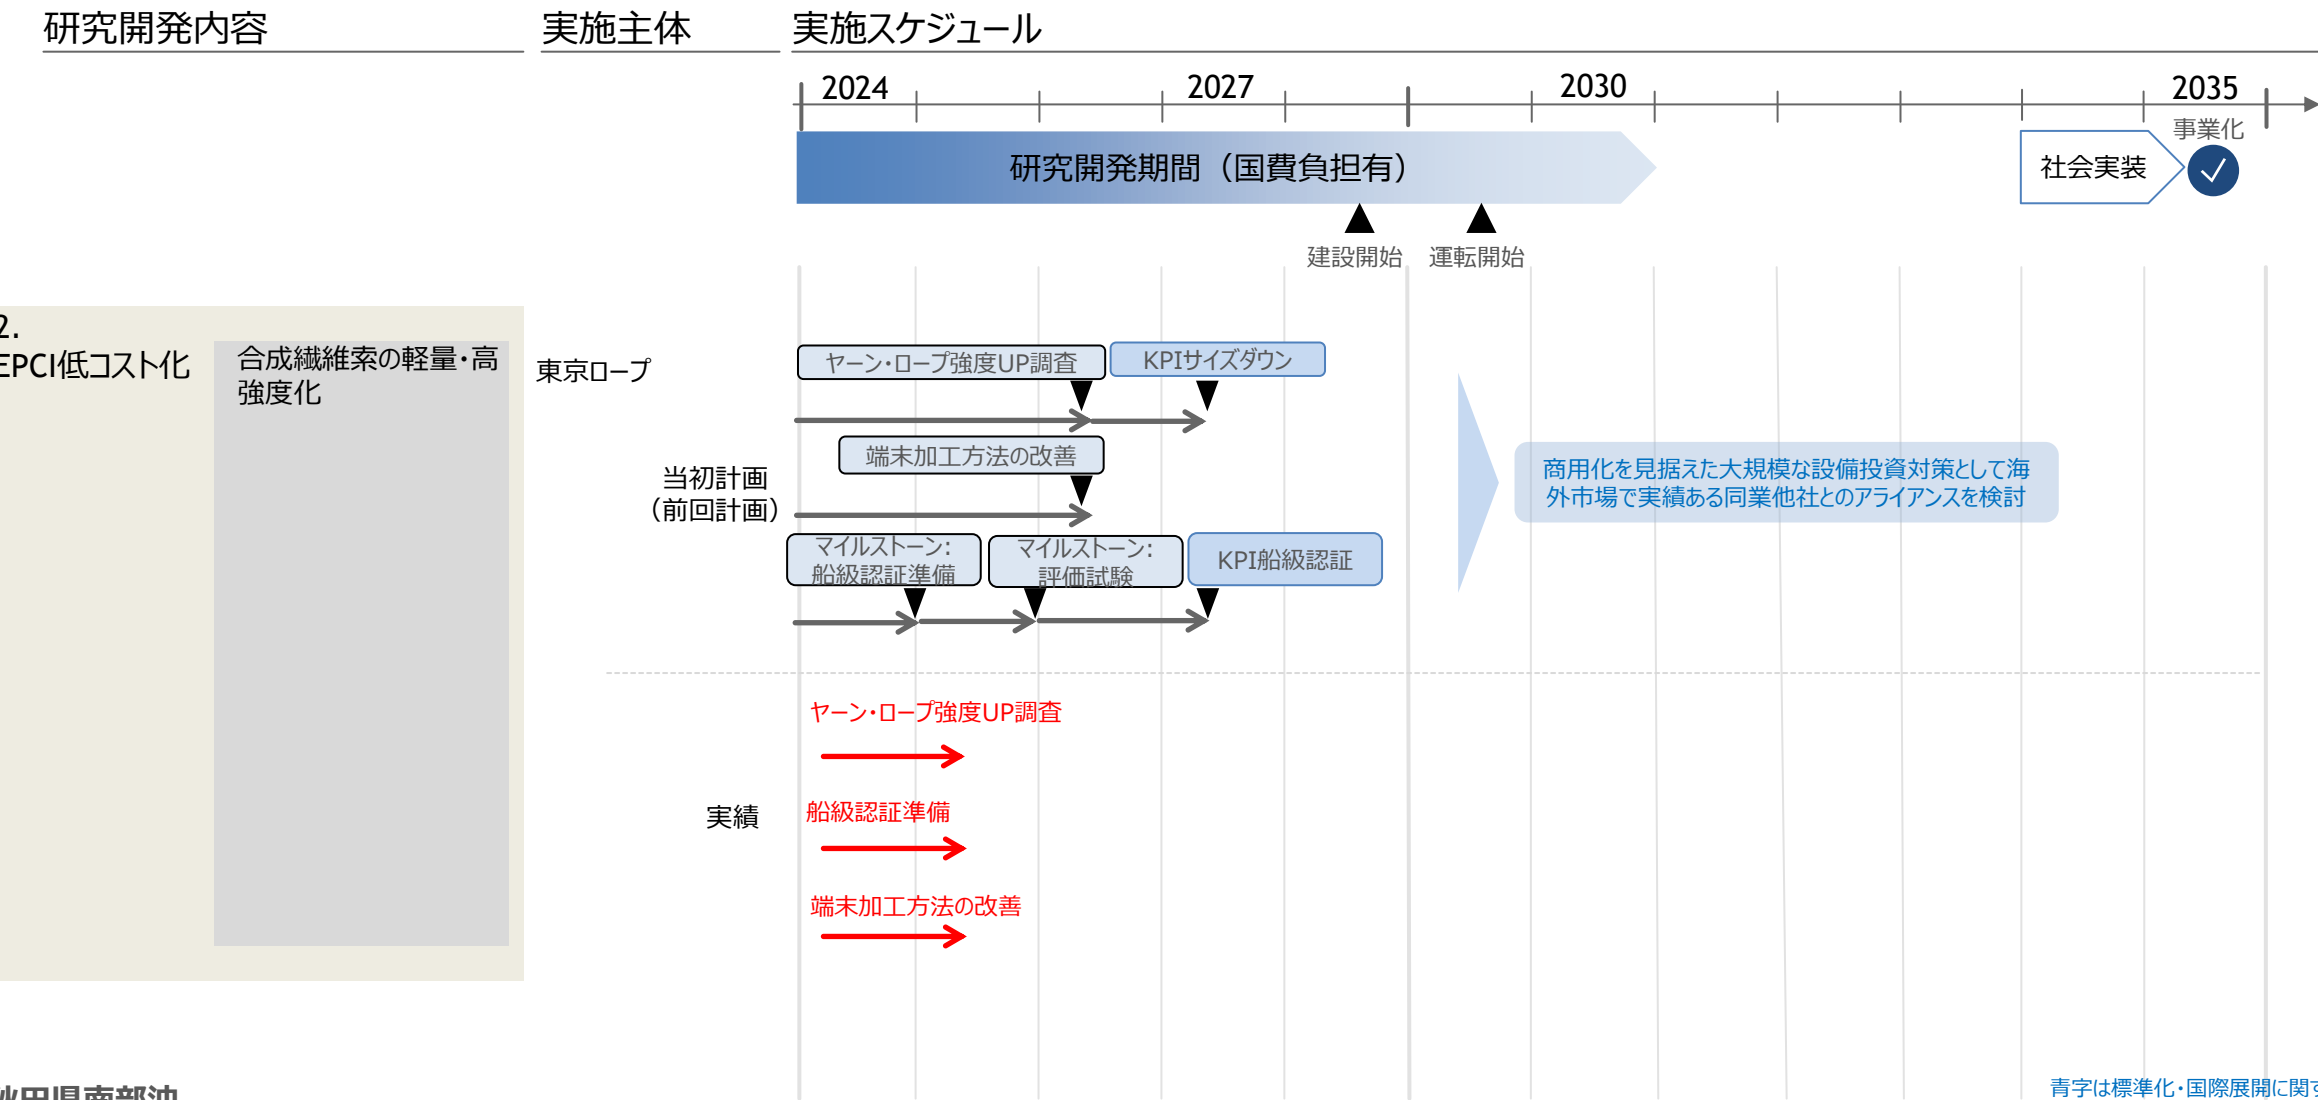 研究開発内容
実施主体
実施スケジュール
2024
2027
2030
2035
事業化
研究開発期間（国費負担有）
社会実装
建設開始
運転開始
2.
EPCI低コスト化
合成繊維索の軽量・高
強度化
東京ロープ
ヤーン・ロープ強度UP調査
KPIサイズダウン
端末加工方法の改善
当初計画
（前回計画）
商用化を見据えた大規模な設備投資対策として海
外市場で実績ある同業他社とのアライアンスを検討
マイルストーン:
船級認証準備
マイルストーン:
評価試験
KPI船級認証
ヤーン・ロープ強度UP調査
実績
船級認証準備
端末加工方法の改善
秋田県南部沖
青字は標準化・国際展開に関す